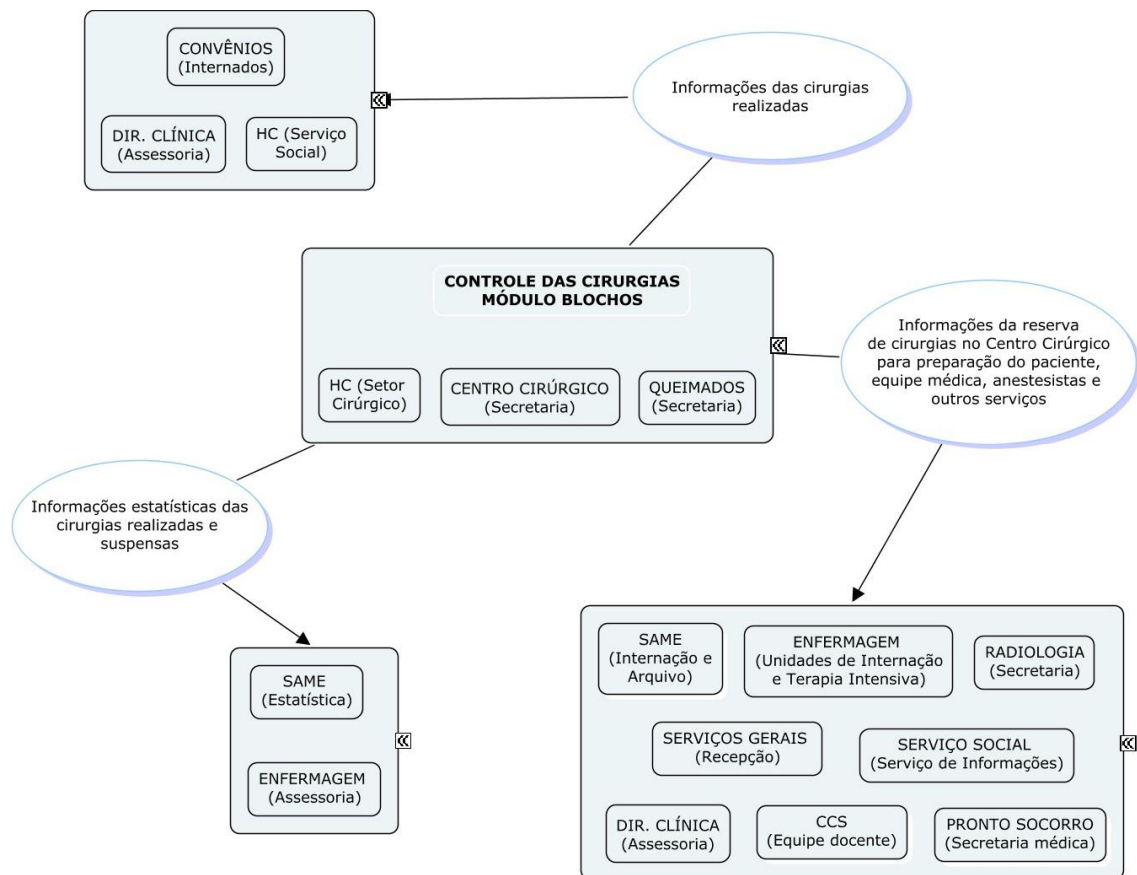 CONVÊNIOS
(Internados)
DIR. CLÍNICA
(Assessoria)
HC (Serviço
Social)
Informações das cirurgias
realizadas
CONTROLE DAS CIRURGIAS
MÓDULO BLOCHOS
HC (Setor
Cirúrgico)
CENTRO CIRÚRGICO
(Secretaria)
QUEIMADOS
(Secretaria)
Informações da reserva
de cirurgias no Centro Cirúrgico
para preparação do paciente,
equipe médica, anestesistas e
outros serviços
Informações estatísticas das
cirurgias realizadas e
suspensas
SAME
(Estatística)
ENFERMAGEM
(Assessoria)
SAME
(Internação e
Arquivo)
ENFERMAGEM
(Unidades de Internação
e Terapia Intensiva)
RADIOLOGIA
(Secretaria)
SERVIÇOS GERAIS
(Recepção)
SERVIÇO SOCIAL
(Serviço de Informações)
DIR. CLÍNICA
(Assessoria)
CCS
(Equipe docente)
PRONTO SOCORRO
(Secretaria médica)